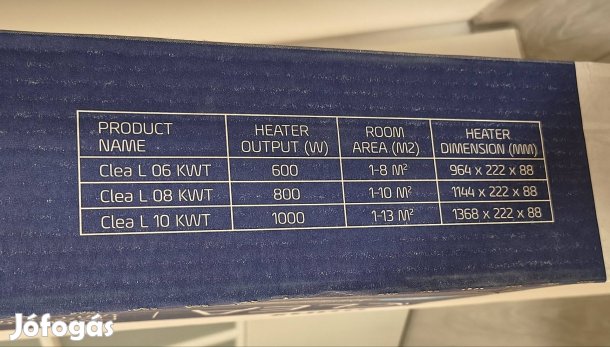 PRODUCT NAME HEATER OUTPUT (W) ROOM AREA (M2) HEATER DIMENSION (MM)
Clea L 06 KWT 600 1-8 M² 964 x 222 x 88
Clea L 08 KWT 800 1-10 M² 1144 x 222 x 88
Clea L 10 KWT 1000 1-13 M² 1368 x 222 x 88
Jófogás